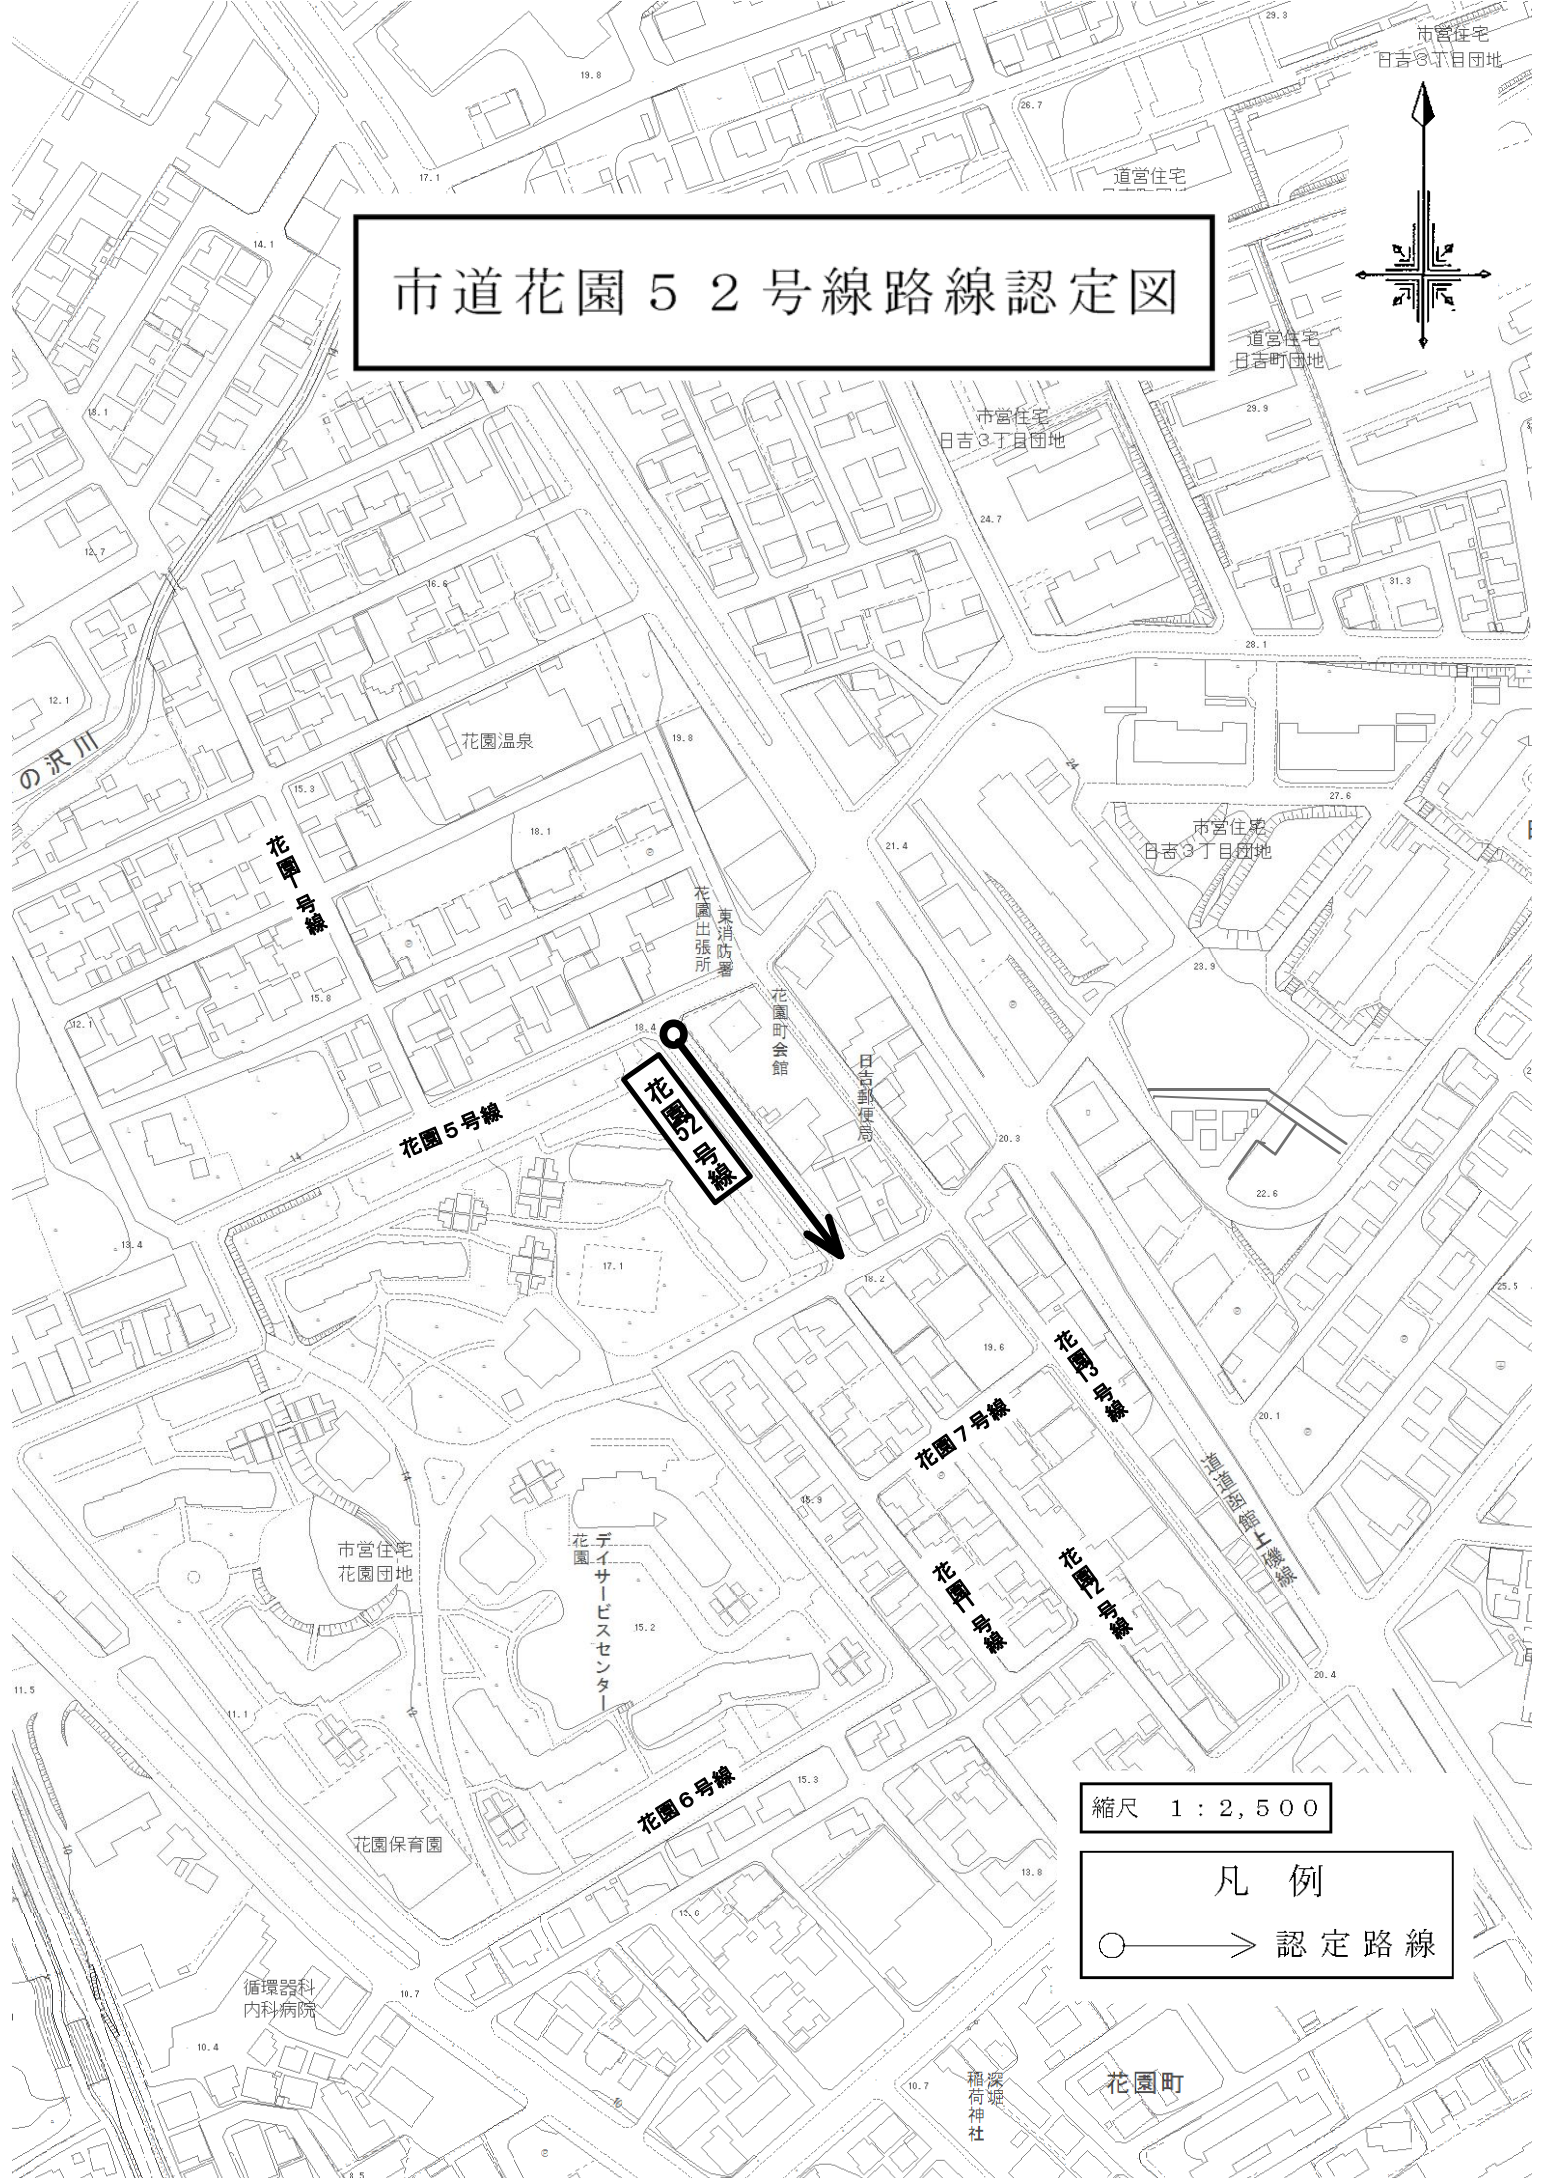 29.3
市営住宅
日吉３丁目団地
19.8
26.7
17.1
道営住宅
14.1
市道花園５２号線路線認定図
道営住宅
日吉町団地
13.1
市営住宅
日吉３丁目団地
29.9
24.7
12.7
16.6
31.3
28.1
12.1
の沢川
花園温泉
19.8
24
15.3
27.6
18.1
市営住宅
日吉３丁目団地
21.4
花園1号線
東消防署
花園出張所
23.9
15.8
花園町会館
12.1
18.4
日吉郵便局
花園52号線
花園５号線
20.3
14
22.6
13.4
17.1
18.2
25.5
19.6
花園13号線
花園７号線
20.1
道道函館上磯線
14
15.9
市営住宅
花園団地
デイサービスセンター
花園
花園11号線
花園12号線
15.2
20.4
11.5
11.1
12
花園６号線
15.3
縮尺　１：２,５００
花園保育園
10
13.8
凡　例
認定路線
13.6
循環器科
内科病院
10.7
10.4
10.7
深堀
稲荷神社
花園町
8.5